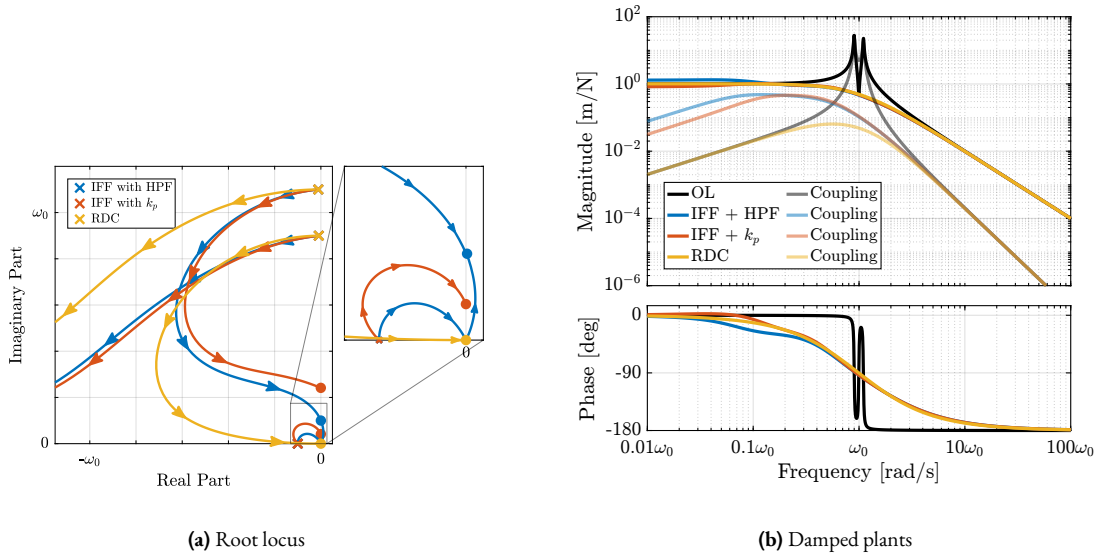 Imaginary Part
ω₀
0
IFF with HPF
IFF with kₚ
RDC
-ω₀
0
Real Part
0
(a) Root locus
Magnitude [m/N]
10²
10⁰
10⁻²
10⁻⁴
10⁻⁶
OL
IFF + HPF
IFF + kₚ
RDC
Coupling
Coupling
Coupling
Coupling
Phase [deg]
0
-90
-180
0.01ω₀
0.1ω₀
ω₀
10ω₀
100ω₀
Frequency [rad/s]
(b) Damped plants